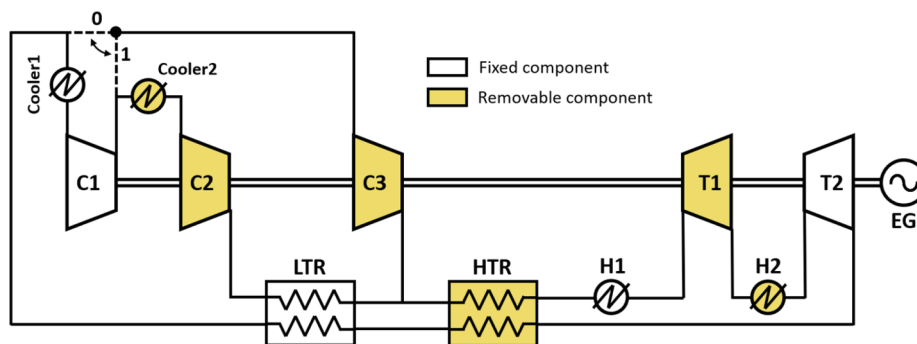 0
1
Cooler1
Cooler2
Fixed component
Removable component
C1
C2
C3
T1
T2
EG
LTR
HTR
H1
H2